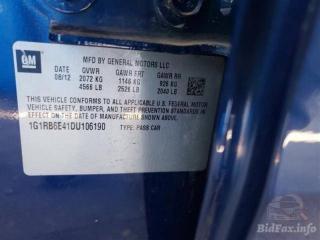 GM
MFD BY GENERAL MOTORS LLC
DATE GVWR GAWR FRT GAWR RR
08/12 2072 KG 1146 KG 926 KG
4568 LB 2526 LB 2040 LB
THIS VEHICLE CONFORMS TO ALL APPLICABLE U.S. FEDERAL MOTOR
VEHICLE SAFETY, BUMPER, AND THEFT PREVENTION STANDARDS IN EFFECT
ON THE DATE OF MANUFACTURE SHOWN ABOVE.
1G1RB6E41DU106190 TYPE: PASS CAR
BidFax.info